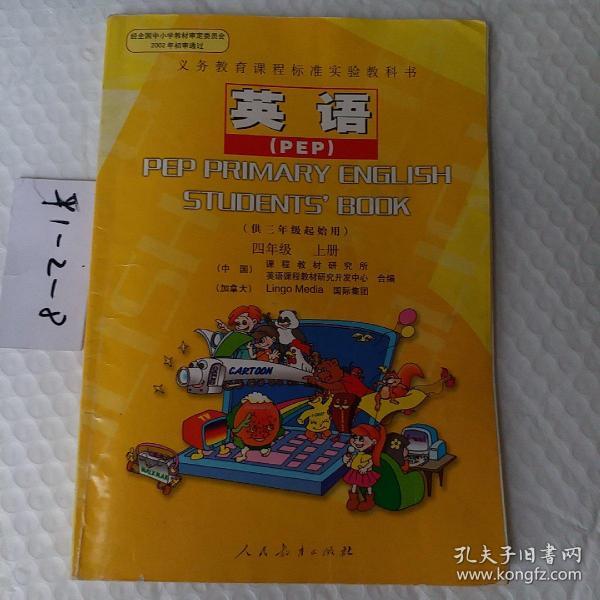 经全国中小学教材审定委员会
2002年初审通过
义务教育课程标准实验教科书
英语
(PEP)
PEP PRIMARY ENGLISH
STUDENTS' BOOK
(供三年级起始用)
四年级 上册
(中国) 课程教材研究所
英语课程教材研究开发中心 合编
(加拿大) Lingo Media 国际集团
CARTOON
WALKMAN
人民教育出版社
-1-2-8
孔夫子旧书网
www.kongfz.com